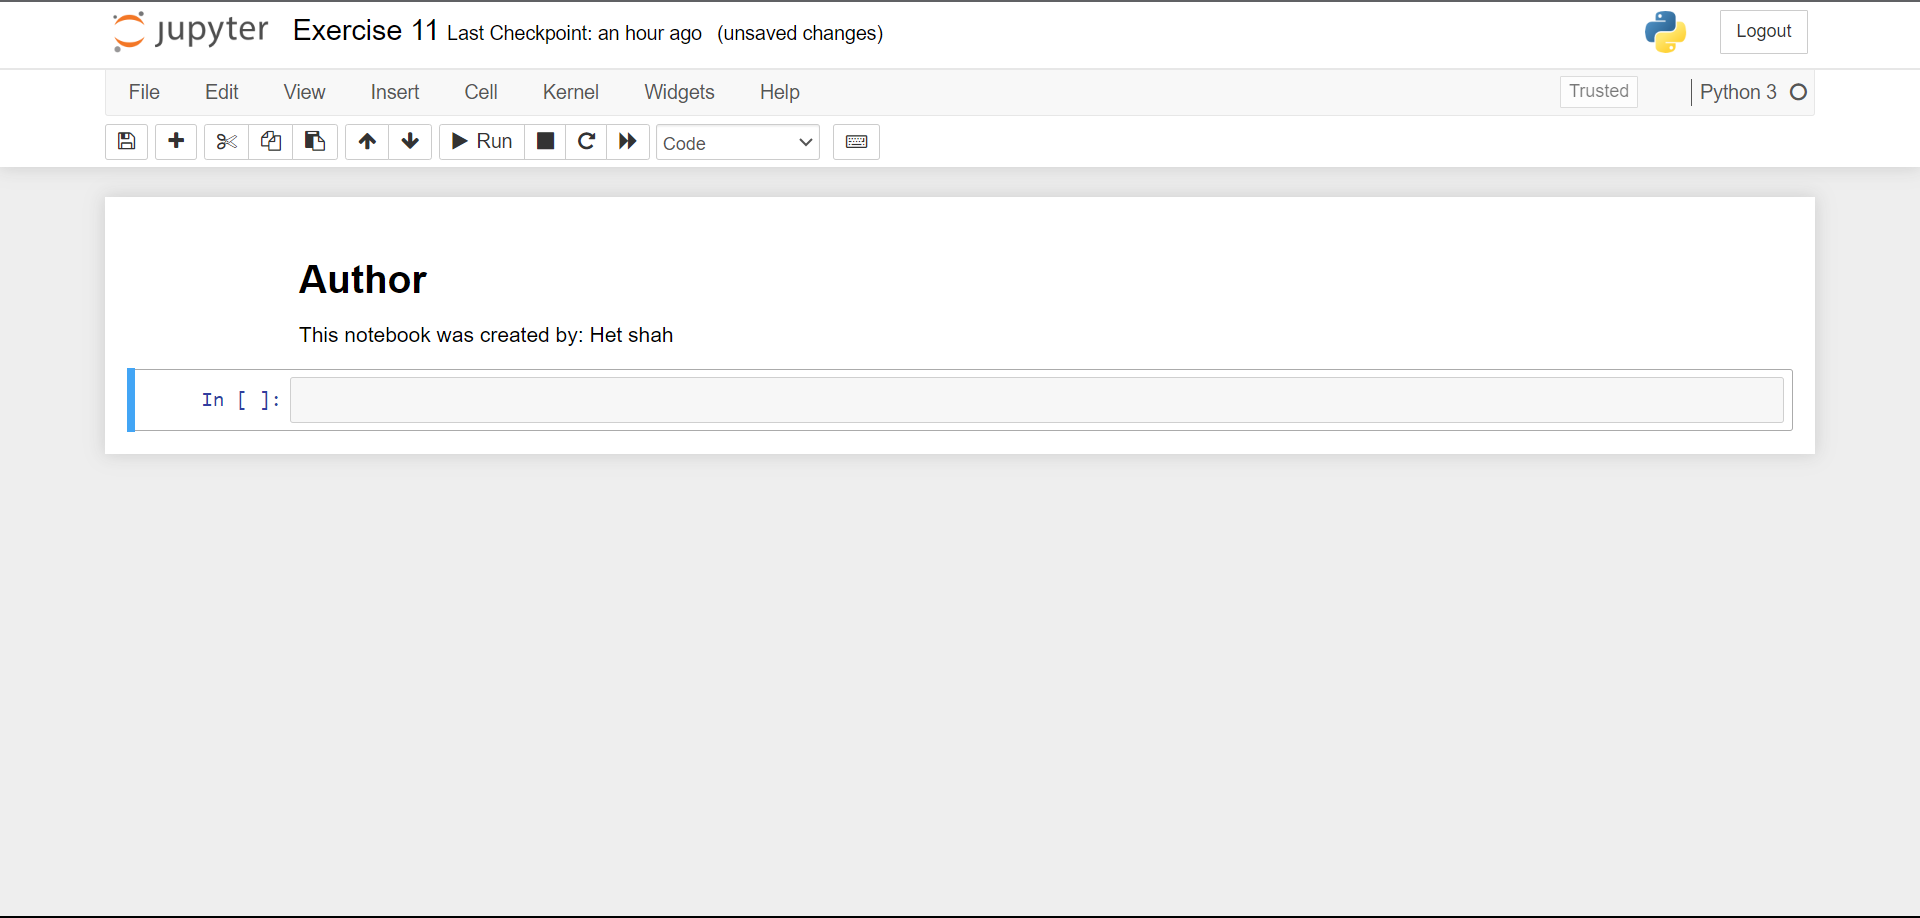 jupyter Exercise 11 Last Checkpoint: an hour ago (unsaved changes) Logout
File Edit View Insert Cell Kernel Widgets Help Trusted Python 3
Run Code
Author
This notebook was created by: Het shah
In [ ]: